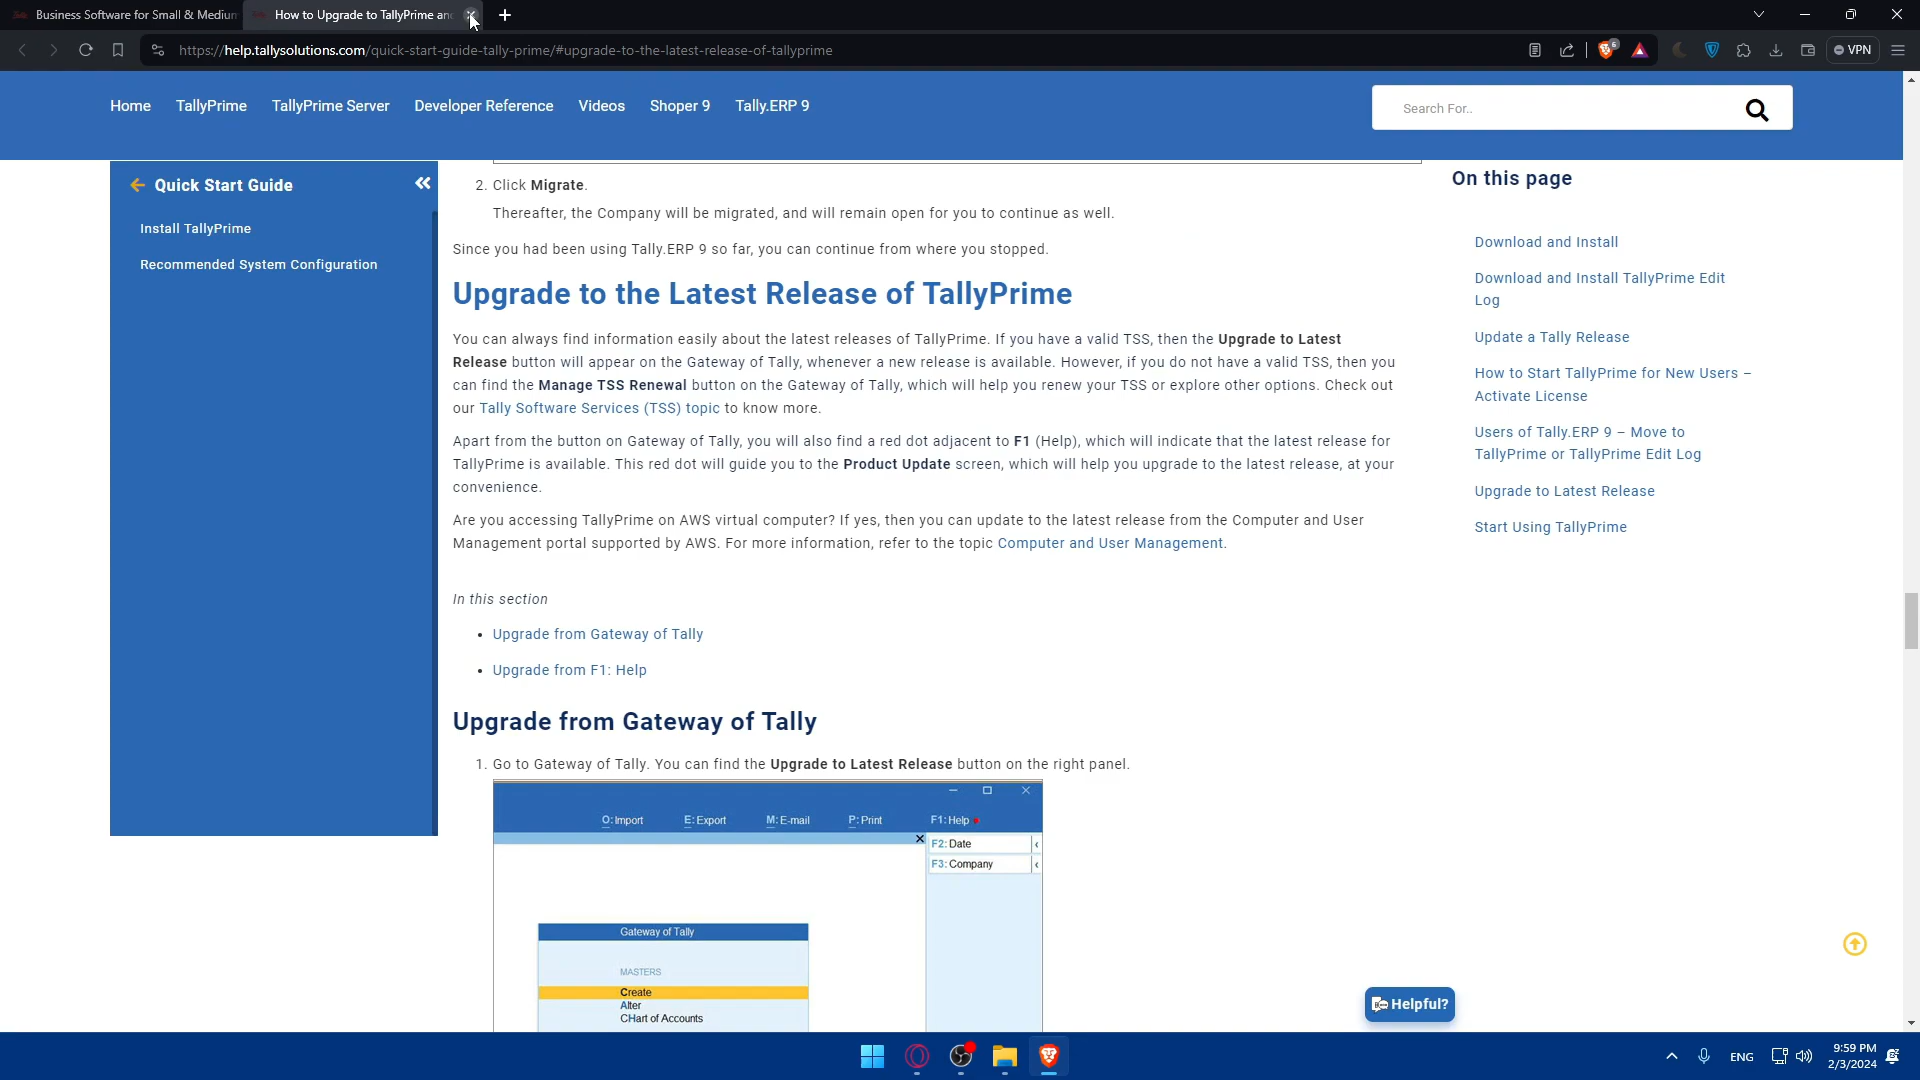 Business Software for Small & Medium
How to Upgrade to TallyPrime an
https://help.tallysolutions.com/quick-start-guide-tally-prime/#upgrade-to-the-latest-release-of-tallyprime
6
VPN
Home TallyPrime TallyPrime Server Developer Reference Videos Shoper 9 Tally.ERP 9
Search For..
Quick Start Guide
Install TallyPrime
Recommended System Configuration
2. Click Migrate.
Thereafter, the Company will be migrated, and will remain open for you to continue as well.
Since you had been using Tally.ERP 9 so far, you can continue from where you stopped.
Upgrade to the Latest Release of TallyPrime
You can always find information easily about the latest releases of TallyPrime. If you have a valid TSS, then the Upgrade to Latest
Release button will appear on the Gateway of Tally, whenever a new release is available. However, if you do not have a valid TSS, then you
can find the Manage TSS Renewal button on the Gateway of Tally, which will help you renew your TSS or explore other options. Check out
our Tally Software Services (TSS) topic to know more.
Apart from the button on Gateway of Tally, you will also find a red dot adjacent to F1 (Help), which will indicate that the latest release for
TallyPrime is available. This red dot will guide you to the Product Update screen, which will help you upgrade to the latest release, at your
convenience.
Are you accessing TallyPrime on AWS virtual computer? If yes, then you can update to the latest release from the Computer and User
Management portal supported by AWS. For more information, refer to the topic Computer and User Management.
In this section
• Upgrade from Gateway of Tally
• Upgrade from F1: Help
Upgrade from Gateway of Tally
1. Go to Gateway of Tally. You can find the Upgrade to Latest Release button on the right panel.
O: Import E: Export M: E-mail P: Print F1: Help
F2: Date
F3: Company
Gateway of Tally
MASTERS
Create
Alter
CHart of Accounts
On this page
Download and Install
Download and Install TallyPrime Edit
Log
Update a Tally Release
How to Start TallyPrime for New Users –
Activate License
Users of Tally.ERP 9 – Move to
TallyPrime or TallyPrime Edit Log
Upgrade to Latest Release
Start Using TallyPrime
Helpful?
ENG
9:59 PM
2/3/2024